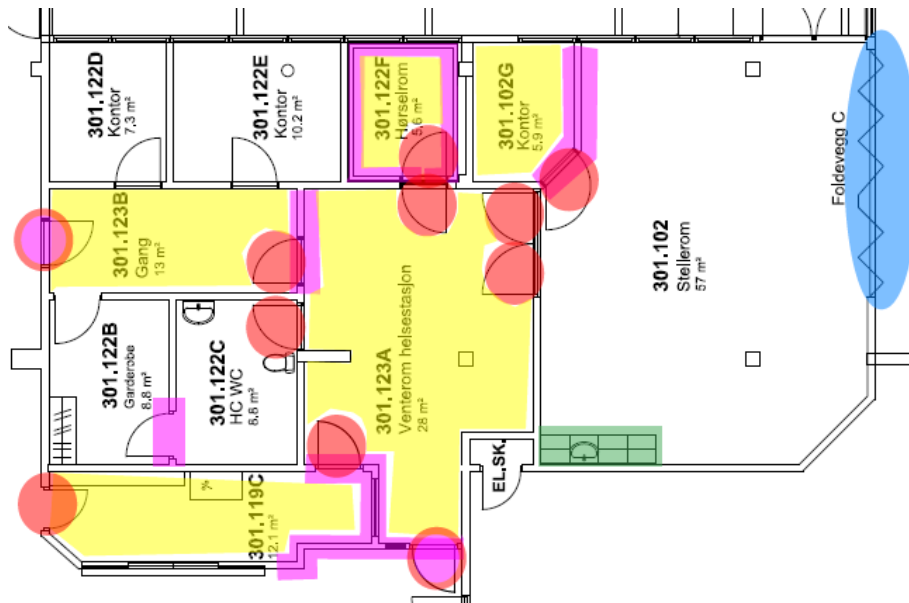 301.122D
Kontor
7,3 m²
301.122E
Kontor
10.2 m²
301.122F
Hørselrom
5,6 m²
301.102G
Kontor
5.9 m²
Foldevegg C
301.123B
Gang
13 m²
301.102
Stellerom
57 m²
301.122B
Garderobe
8,8 m²
301.122C
HC WC
8.8 m²
301.123A
Venterom helsestasjon
28 m²
EL.SK.
301.119C
12,1 m²